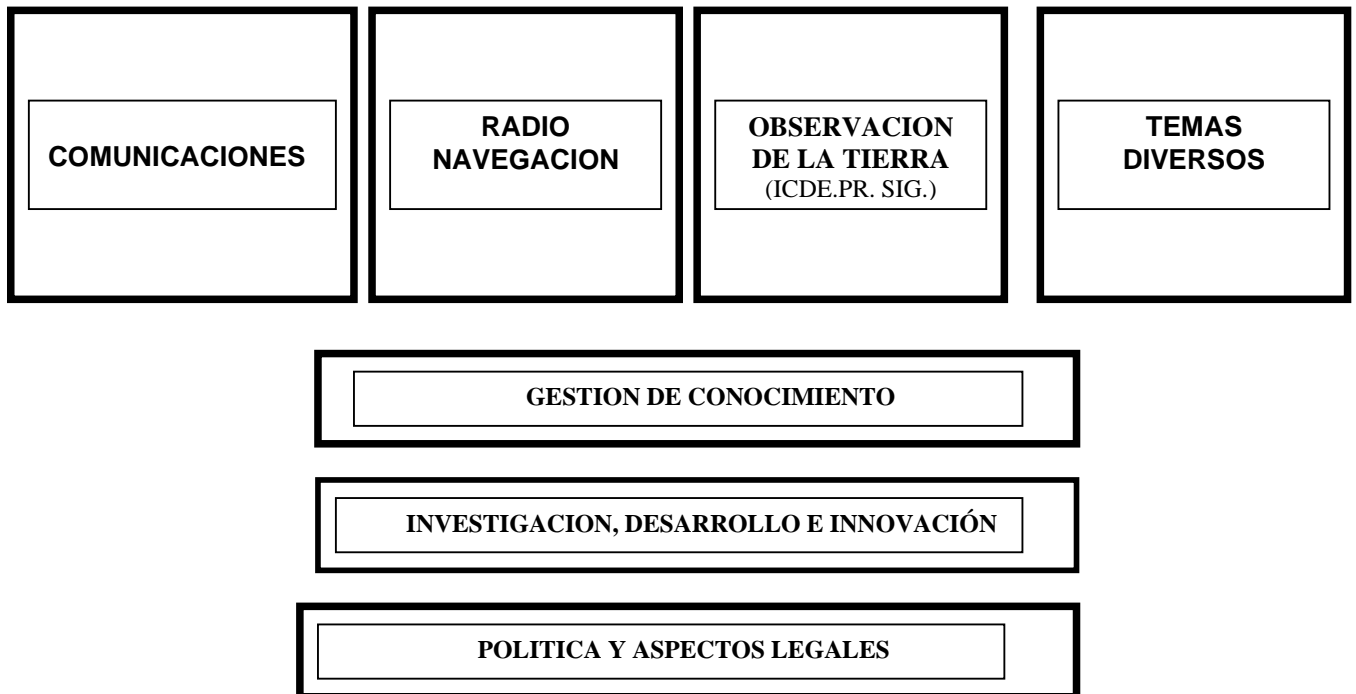 COMUNICACIONES
RADIO
NAVEGACION
OBSERVACION
DE LA TIERRA
(ICDE.PR. SIG.)
TEMAS
DIVERSOS
GESTION DE CONOCIMIENTO
INVESTIGACION, DESARROLLO E INNOVACIÓN
POLITICA Y ASPECTOS LEGALES